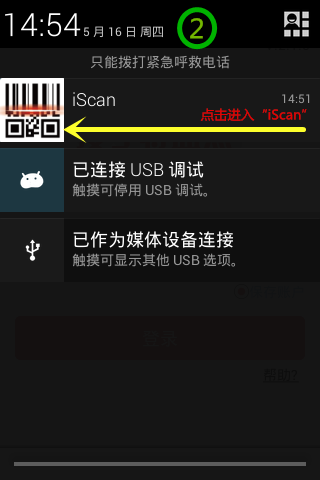 14:54 5 月 16 日 周四
2
只能拨打紧急呼救电话
iScan
14:51
点击进入“iScan”
已连接 USB 调试
触摸可停用 USB 调试。
已作为媒体设备连接
触摸可显示其他 USB 选项。